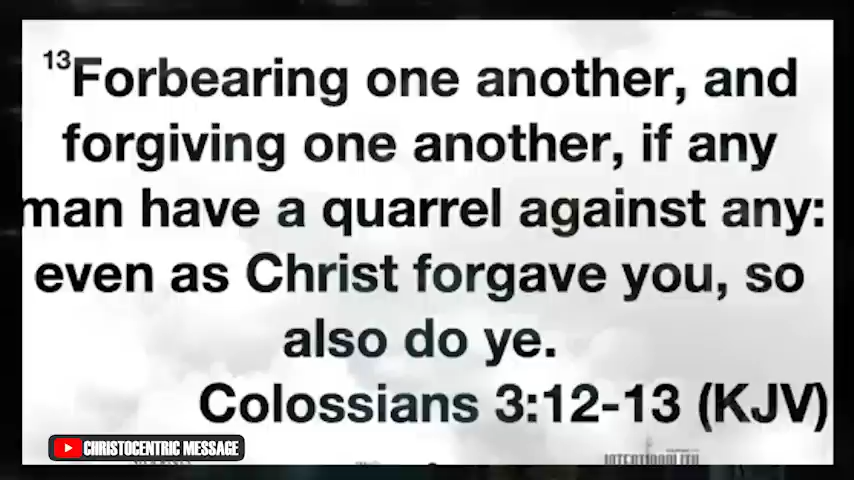 13Forbearing one another, and
forgiving one another, if any
man have a quarrel against any:
even as Christ forgave you, so
also do ye.
Colossians 3:12-13 (KJV)
CHRISTOCENTRIC MESSAGE
INTENTIONALITY